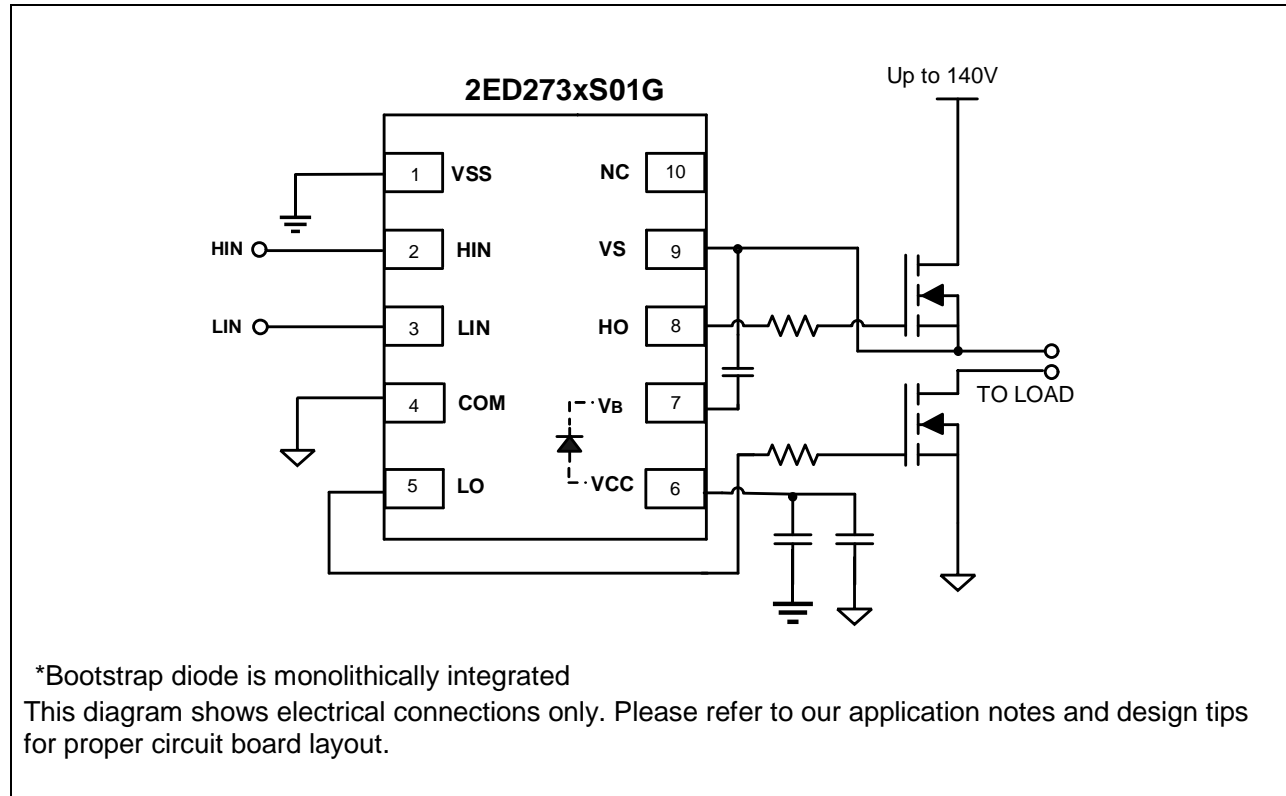 2ED273xS01G
Up to 140V
1 VSS
NC 10
HIN
2 HIN
VS 9
LIN
3 LIN
HO 8
4 COM
VB 7
TO LOAD
5 LO
VCC 6
*Bootstrap diode is monolithically integrated
This diagram shows electrical connections only. Please refer to our application notes and design tips
for proper circuit board layout.